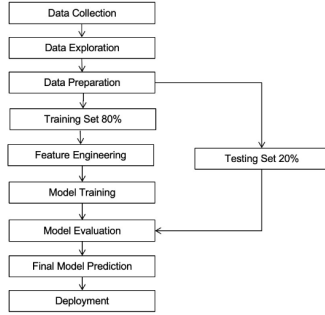 Data Collection
Data Exploration
Data Preparation
Training Set 80%
Feature Engineering
Testing Set 20%
Model Training
Model Evaluation
Final Model Prediction
Deployment